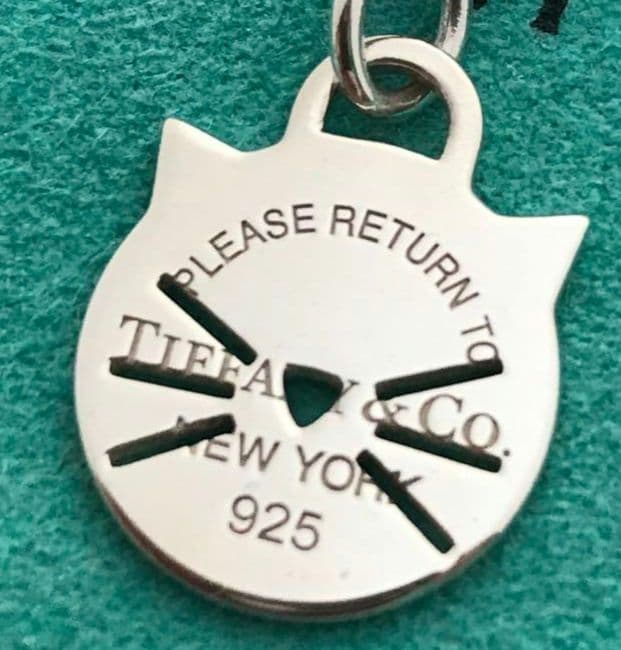 PLEASE RETURN TO
TIFFANY & CO.
NEW YORK
925